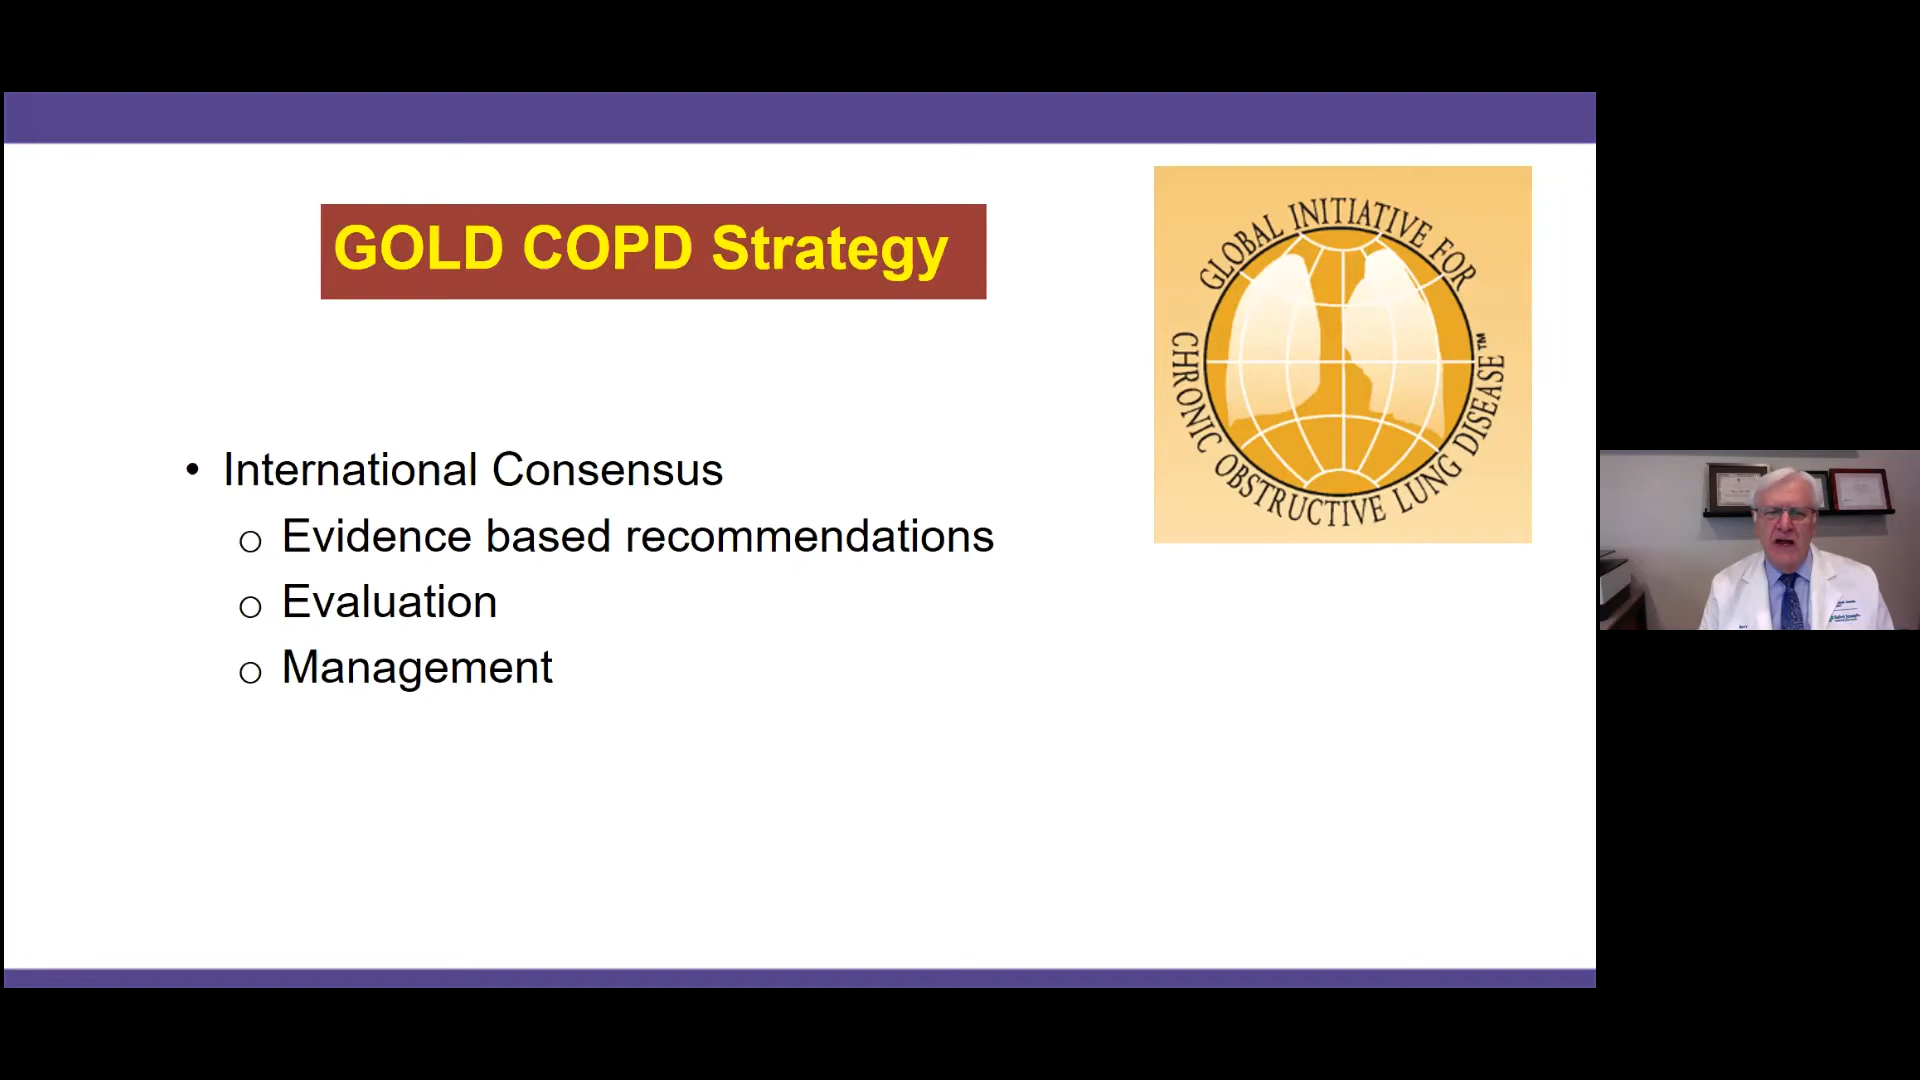 GOLD COPD Strategy
GLOBAL INITIATIVE FOR
CHRONIC OBSTRUCTIVE LUNG DISEASE™
• International Consensus
o Evidence based recommendations
o Evaluation
o Management